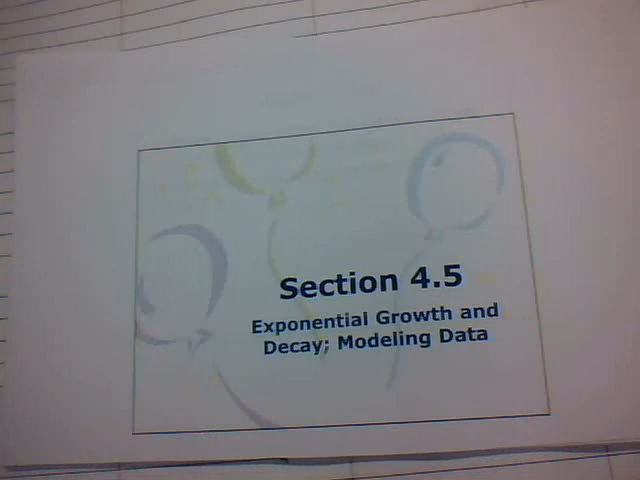 Section 4.5
Exponential Growth and
Decay; Modeling Data